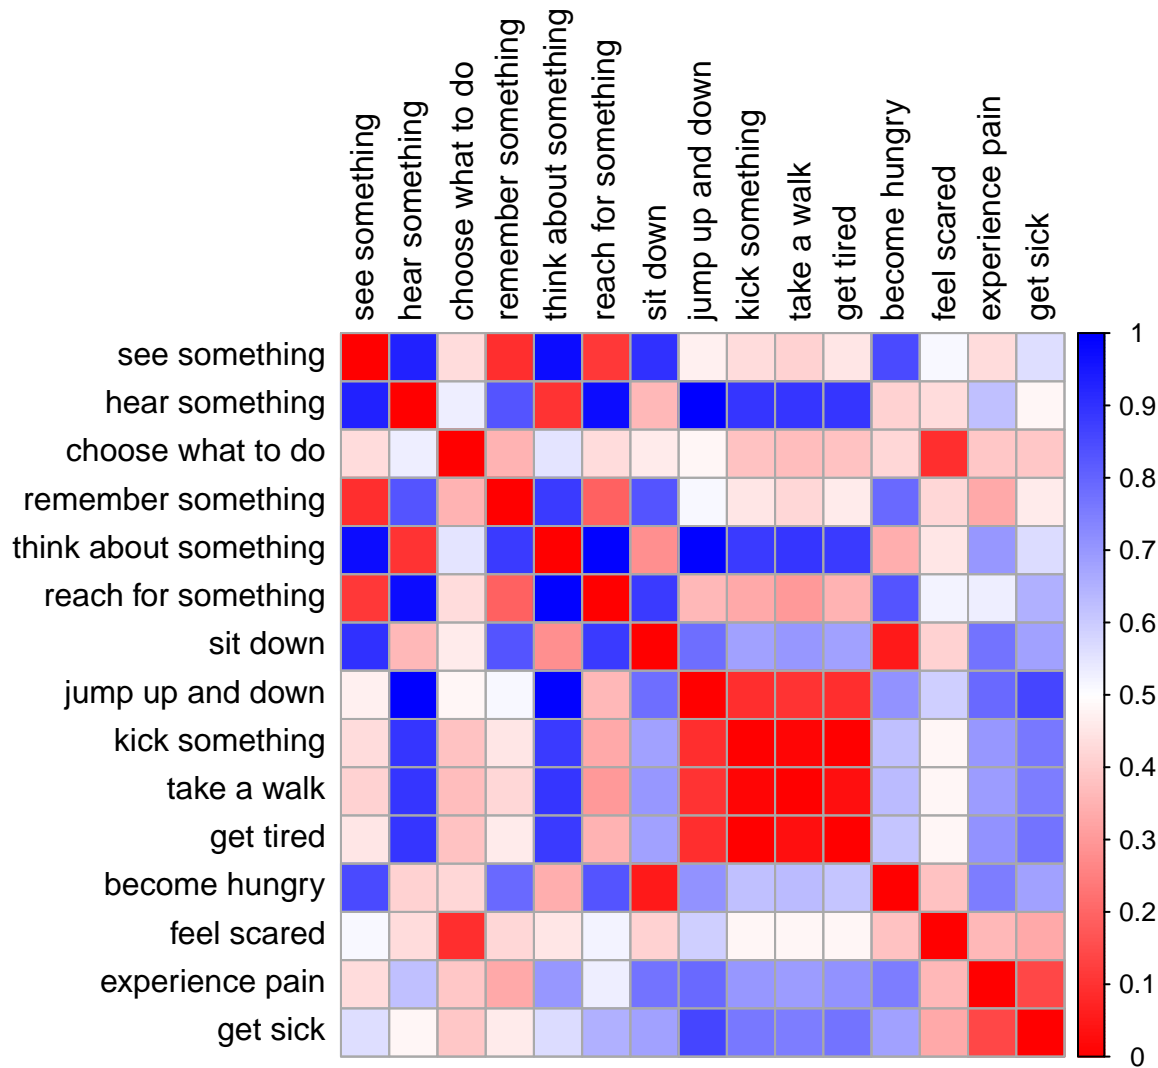 see something
hear something
choose what to do
remember something
think about something
reach for something
sit down
jump up and down
kick something
take a walk
get tired
become hungry
feel scared
experience pain
get sick
see something
hear something
choose what to do
remember something
think about something
reach for something
sit down
jump up and down
kick something
take a walk
get tired
become hungry
feel scared
experience pain
get sick
1
0.9
0.8
0.7
0.6
0.5
0.4
0.3
0.2
0.1
0